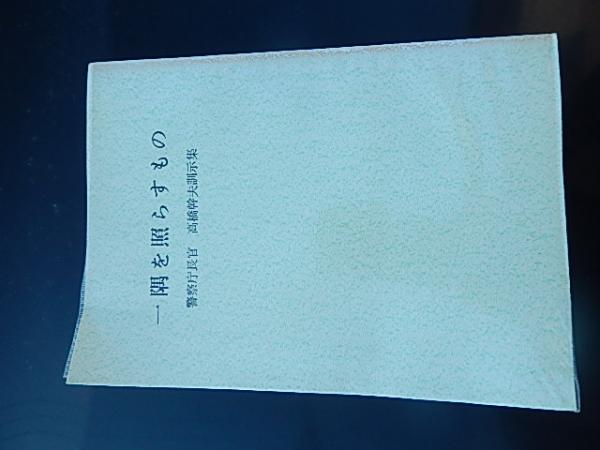 一隅を照らすもの
警察庁長官　高橋幹夫訓示集